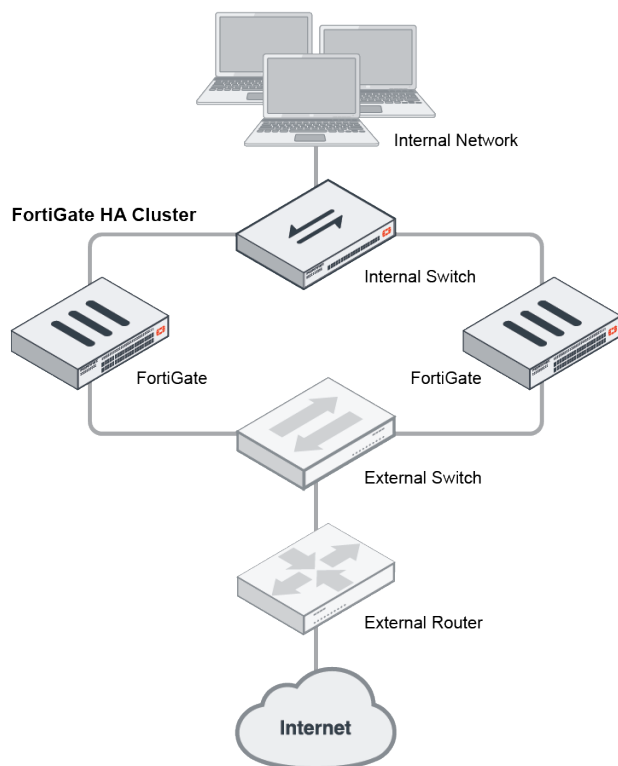 Internal Network
FortiGate HA Cluster
Internal Switch
FortiGate
FortiGate
External Switch
External Router
Internet